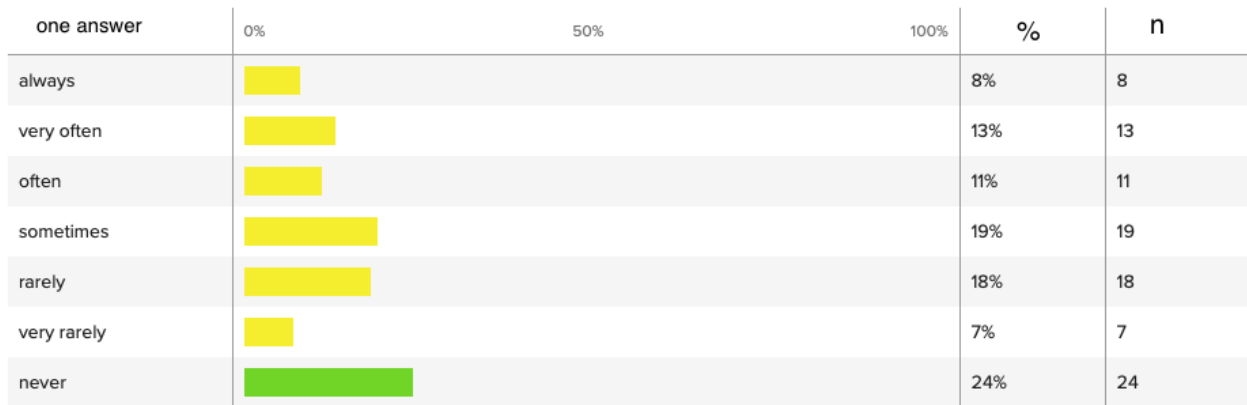 one answer 0% 50% 100% % n
always 8% 8
very often 13% 13
often 11% 11
sometimes 19% 19
rarely 18% 18
very rarely 7% 7
never 24% 24